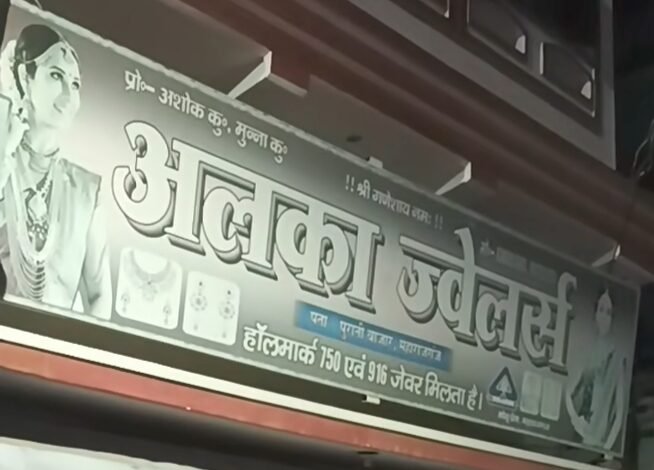 प्रो०– अशोक कु०, मुन्ना कु०
!! श्री गणेशाय नमः !!
अलका ज्वेलर्स
पता - पुरानी बाजार, महाराजगंज
हॉलमार्क 750 एवं 916 जेवर मिलता है।